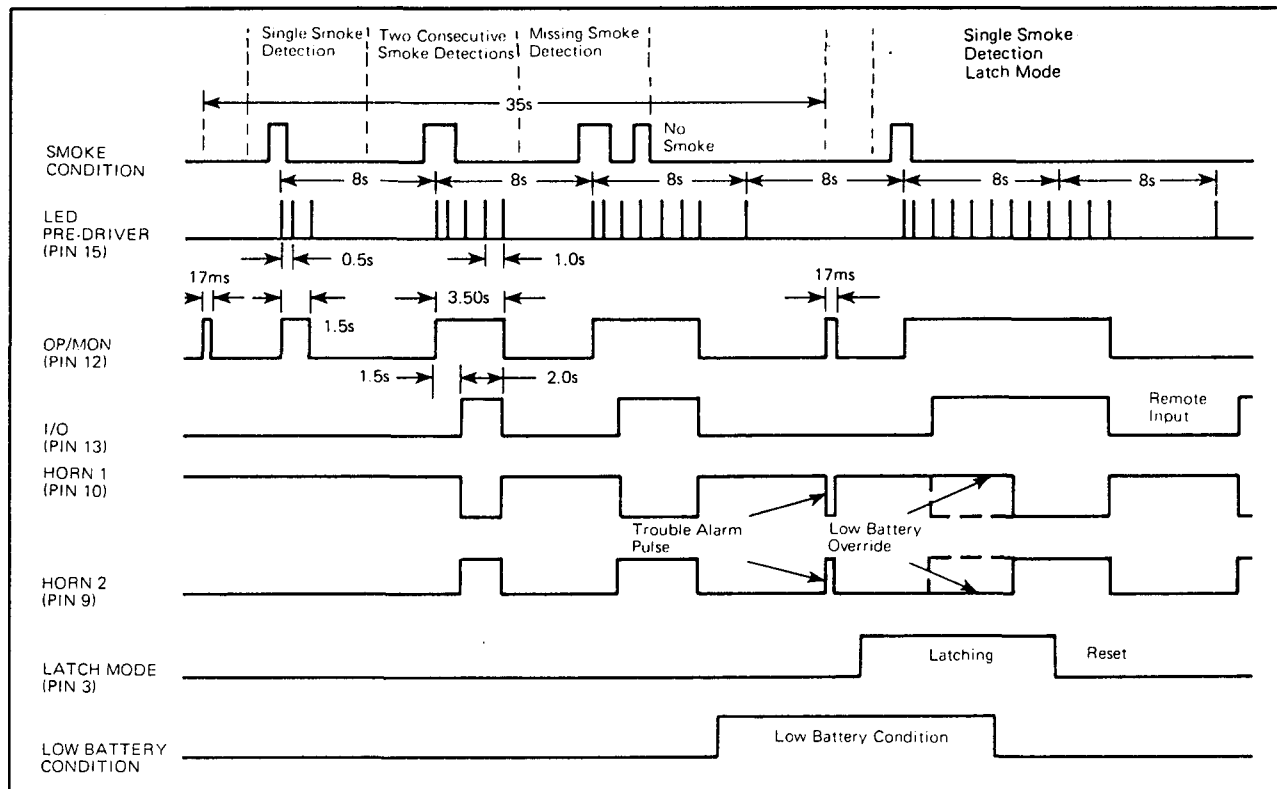 Single Smoke
Detection
Two Consecutive
Smoke Detections
Missing Smoke
Detection
Single Smoke
Detection
Latch Mode
35s
SMOKE
CONDITION
No
Smoke
8s
8s
8s
8s
8s
8s
LED
PRE-DRIVER
(PIN 15)
0.5s
1.0s
17ms
3.50s
17ms
1.5s
OP/MON
(PIN 12)
1.5s
2.0s
I/O
(PIN 13)
Remote
Input
HORN 1
(PIN 10)
Trouble Alarm
Pulse
Low Battery
Override
HORN 2
(PIN 9)
LATCH MODE
(PIN 3)
Latching
Reset
LOW BATTERY
CONDITION
Low Battery Condition